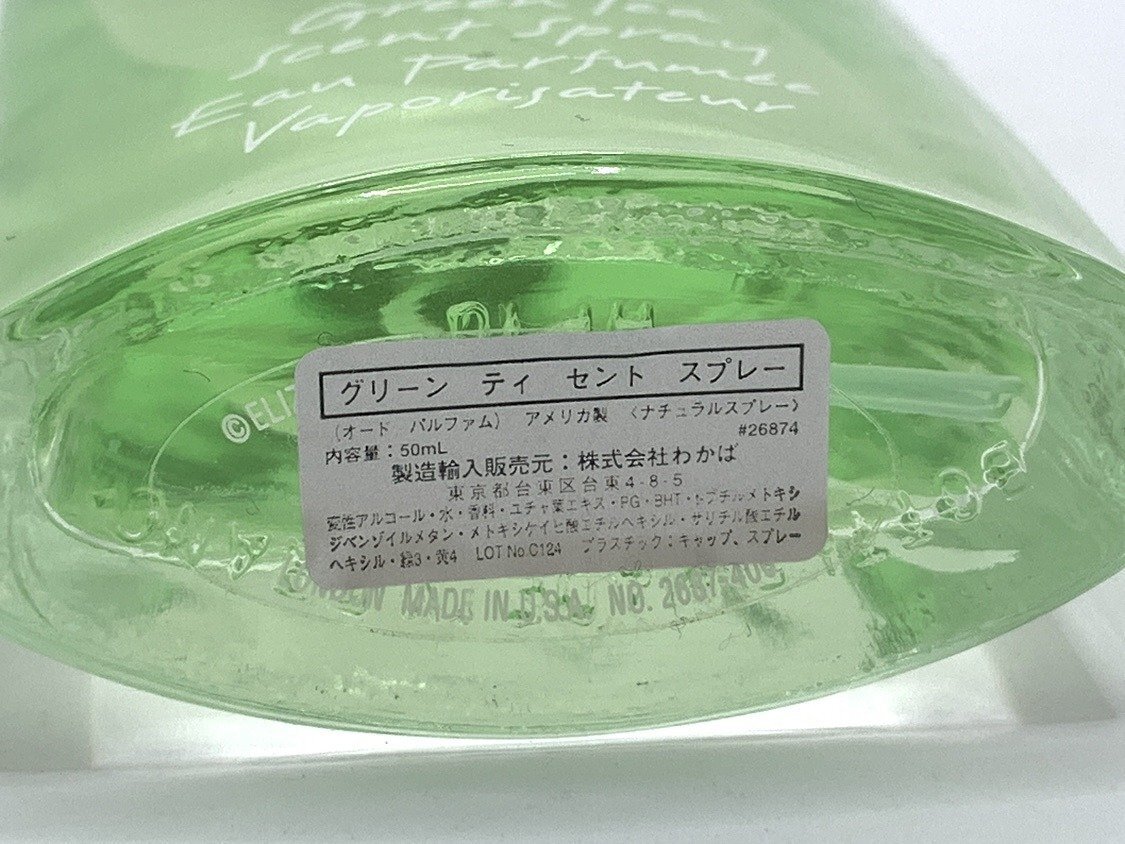 Green Tea
Scent Spray
Eau Parfumee
Vaporisateur
グリーン ティ セント スプレー
(オード パルファム) アメリカ製 〈ナチュラルスプレー〉
#26874
内容量：50mL
製造輸入販売元：株式会社わかば
東京都台東区台東4-8-5
変性アルコール・水・香料・ユチャ葉エキス・PG・BHT・t-ブチルメトキシ
ジベンゾイルメタン・メトキシケイヒ酸エチルヘキシル・サリチル酸エチル
ヘキシル・緑3・黄4 LOT No.C124 プラスチック：キャップ、スプレー
MADE IN U.S.A. NO.